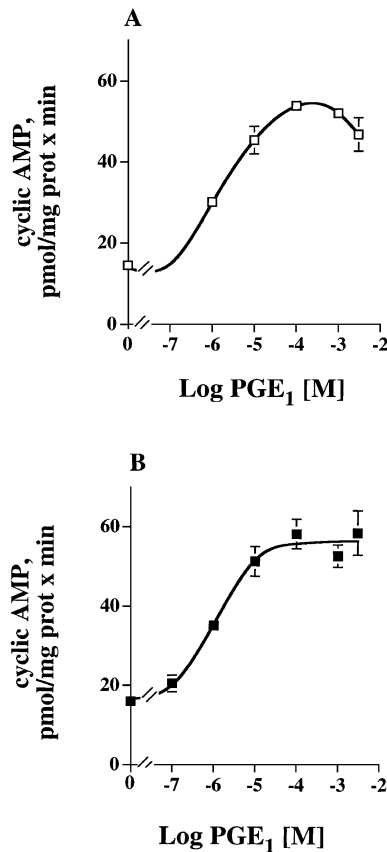 A
cyclic AMP,
pmol/mg prot x min
60
40
20
0
0 -7 -6 -5 -4 -3 -2
Log PGE1 [M]
B
cyclic AMP,
pmol/mg prot x min
60
40
20
0
0 -7 -6 -5 -4 -3 -2
Log PGE1 [M]